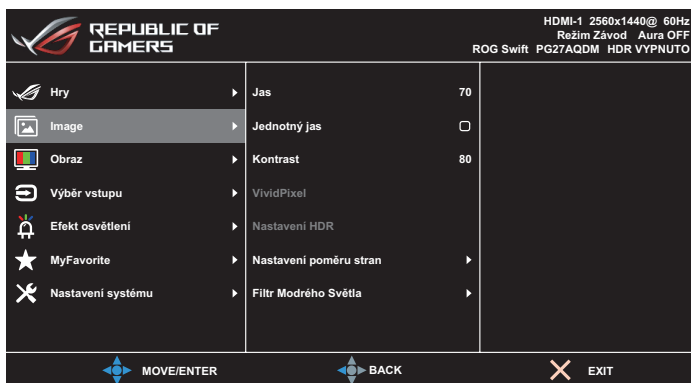 REPUBLIC OF
GAMERS
HDMI-1 2560x1440@ 60Hz
Režim Závod Aura OFF
ROG Swift PG27AQDM HDR VYPNUTO
Hry
Image
Obraz
Výběr vstupu
Efekt osvětlení
MyFavorite
Nastavení systému
Jas 70
Jednotný jas
Kontrast 80
VividPixel
Nastavení HDR
Nastavení poměru stran
Filtr Modrého Světla
MOVE/ENTER
BACK
EXIT